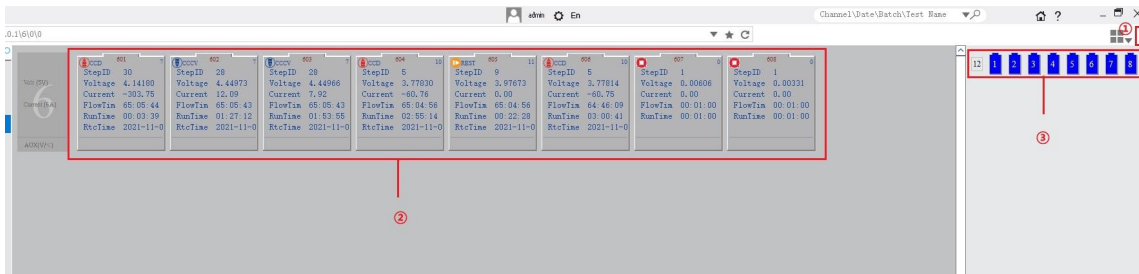 admin En Channel\Date\Batch\Test Name ?
①
.0.1\6\0\0
12 1 2 3 4 5 6 7 8
6
CCD 601 7
StepID 30
Voltage 4.14180
Current -303.75
FlowTim 65:05:44
RunTime 00:03:39
RtcTime 2021-11-0
CCCV 602 7
StepID 28
Voltage 4.44973
Current 12.09
FlowTim 65:05:43
RunTime 01:27:12
RtcTime 2021-11-0
CCCV 603 7
StepID 28
Voltage 4.44966
Current 7.92
FlowTim 65:05:43
RunTime 01:53:55
RtcTime 2021-11-0
CCD 604 10
StepID 5
Voltage 3.77830
Current -60.76
FlowTim 65:04:56
RunTime 02:55:14
RtcTime 2021-11-0
REST 605 11
StepID 9
Voltage 3.97673
Current 0.00
FlowTim 65:04:56
RunTime 00:22:28
RtcTime 2021-11-0
CCD 606 10
StepID 5
Voltage 3.77814
Current -60.75
FlowTim 64:46:09
RunTime 03:00:41
RtcTime 2021-11-0
607 0
StepID 1
Voltage 0.00606
Current 0.00
FlowTim 00:01:00
RunTime 00:01:00
608 0
StepID 1
Voltage 0.00331
Current 0.00
FlowTim 00:01:00
RunTime 00:01:00
②
③